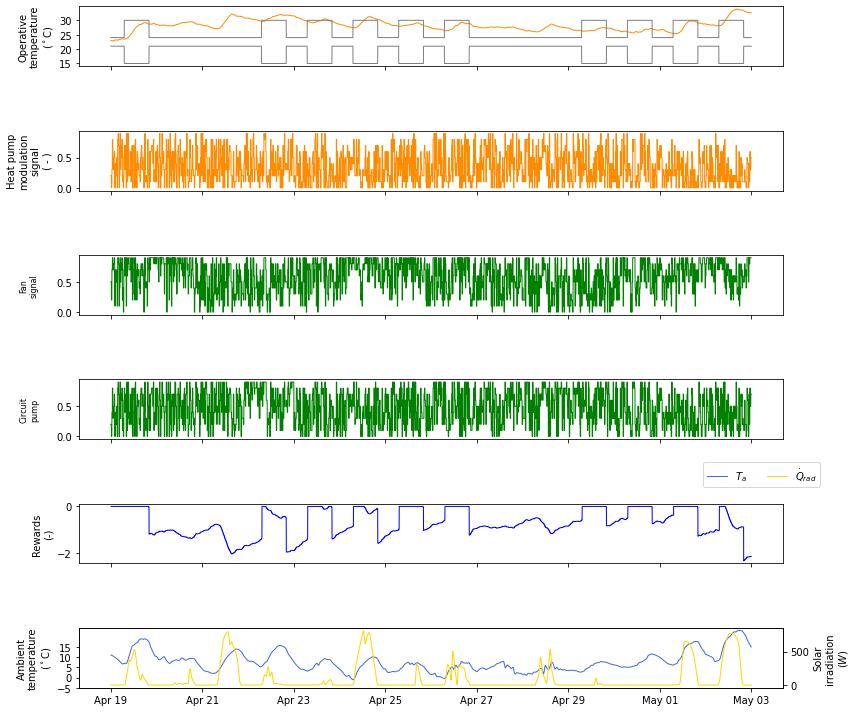 Operative
temperature
(°C)
30
25
20
15
Heat pump
modulation
signal
( - )
0.5
0.0
Fan
signal
0.5
0.0
Circuit
pump
0.5
0.0
T_a Q̇_rad
Rewards
(-)
0
−2
Ambient
temperature
(°C)
15
10
5
0
−5
Solar
irradiation
(W)
500
0
Apr 19 Apr 21 Apr 23 Apr 25 Apr 27 Apr 29 May 01 May 03